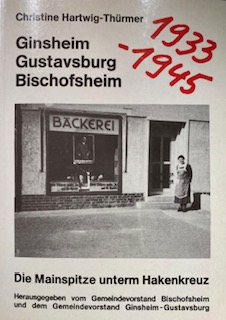 Christine Hartwig-Thürmer
Ginsheim
Gustavsburg
Bischofsheim
1933
-1945
BÄCKEREI
Die Mainspitze unterm Hakenkreuz
Herausgegeben vom Gemeindevorstand Bischofsheim
und dem Gemeindevorstand Ginsheim-Gustavsburg